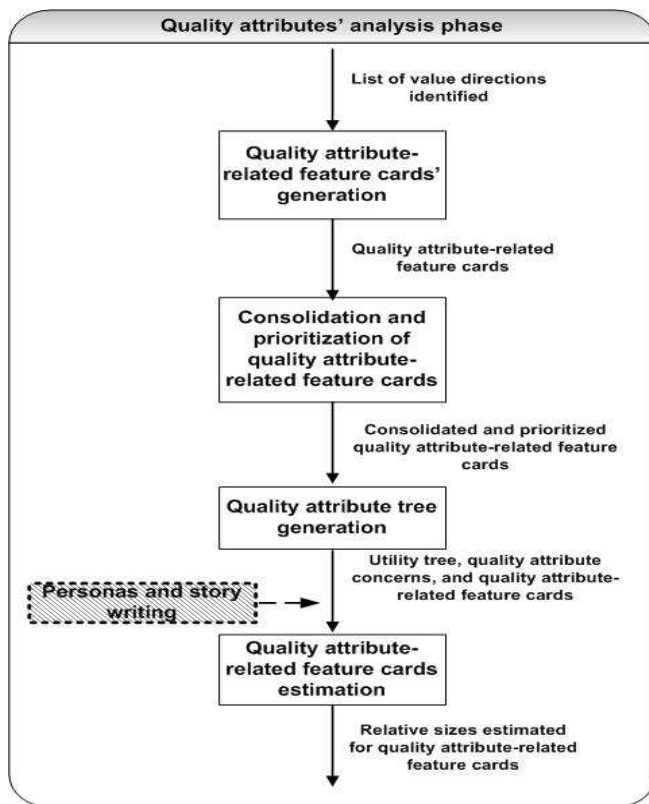 Quality attributes' analysis phase
List of value directions
identified
Quality attribute-
related feature cards'
generation
Quality attribute-related
feature cards
Consolidation and
prioritization of
quality attribute-
related feature cards
Consolidated and prioritized
quality attribute-related feature
cards
Quality attribute tree
generation
Utility tree, quality attribute
concerns, and quality attribute-
related feature cards
Personas and story
writing
Quality attribute-
related feature cards
estimation
Relative sizes estimated
for quality attribute-related
feature cards